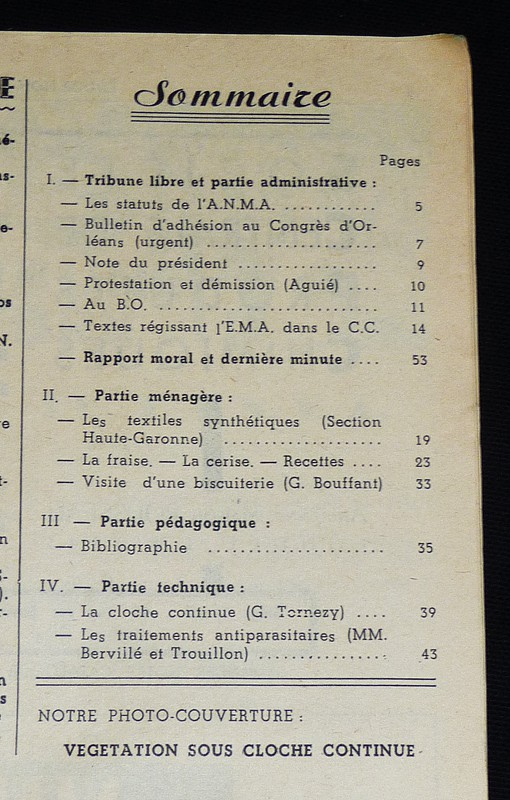 Sommaire
Pages
I. — Tribune libre et partie administrative :
— Les statuts de l'A.N.M.A. ............ 5
— Bulletin d'adhésion au Congrès d'Or-
léans (urgent) ...................... 7
— Note du président .................. 9
— Protestation et démission (Aguié) .... 10
— Au B.O. ............................ 11
— Textes régissant l'E.M.A. dans le C.C. 14
— Rapport moral et dernière minute .... 53
II. — Partie ménagère :
— Les textiles synthétiques (Section
Haute-Garonne) .................... 19
— La fraise. — La cerise. — Recettes .... 23
— Visite d'une biscuiterie (G. Bouffant) 33
III — Partie pédagogique :
— Bibliographie ....................... 35
IV. — Partie technique :
— La cloche continue (G. Tornezy) .... 39
— Les traitements antiparasitaires (MM.
Bervillé et Trouillon) ................ 43
NOTRE PHOTO-COUVERTURE :
VEGETATION SOUS CLOCHE CONTINUE